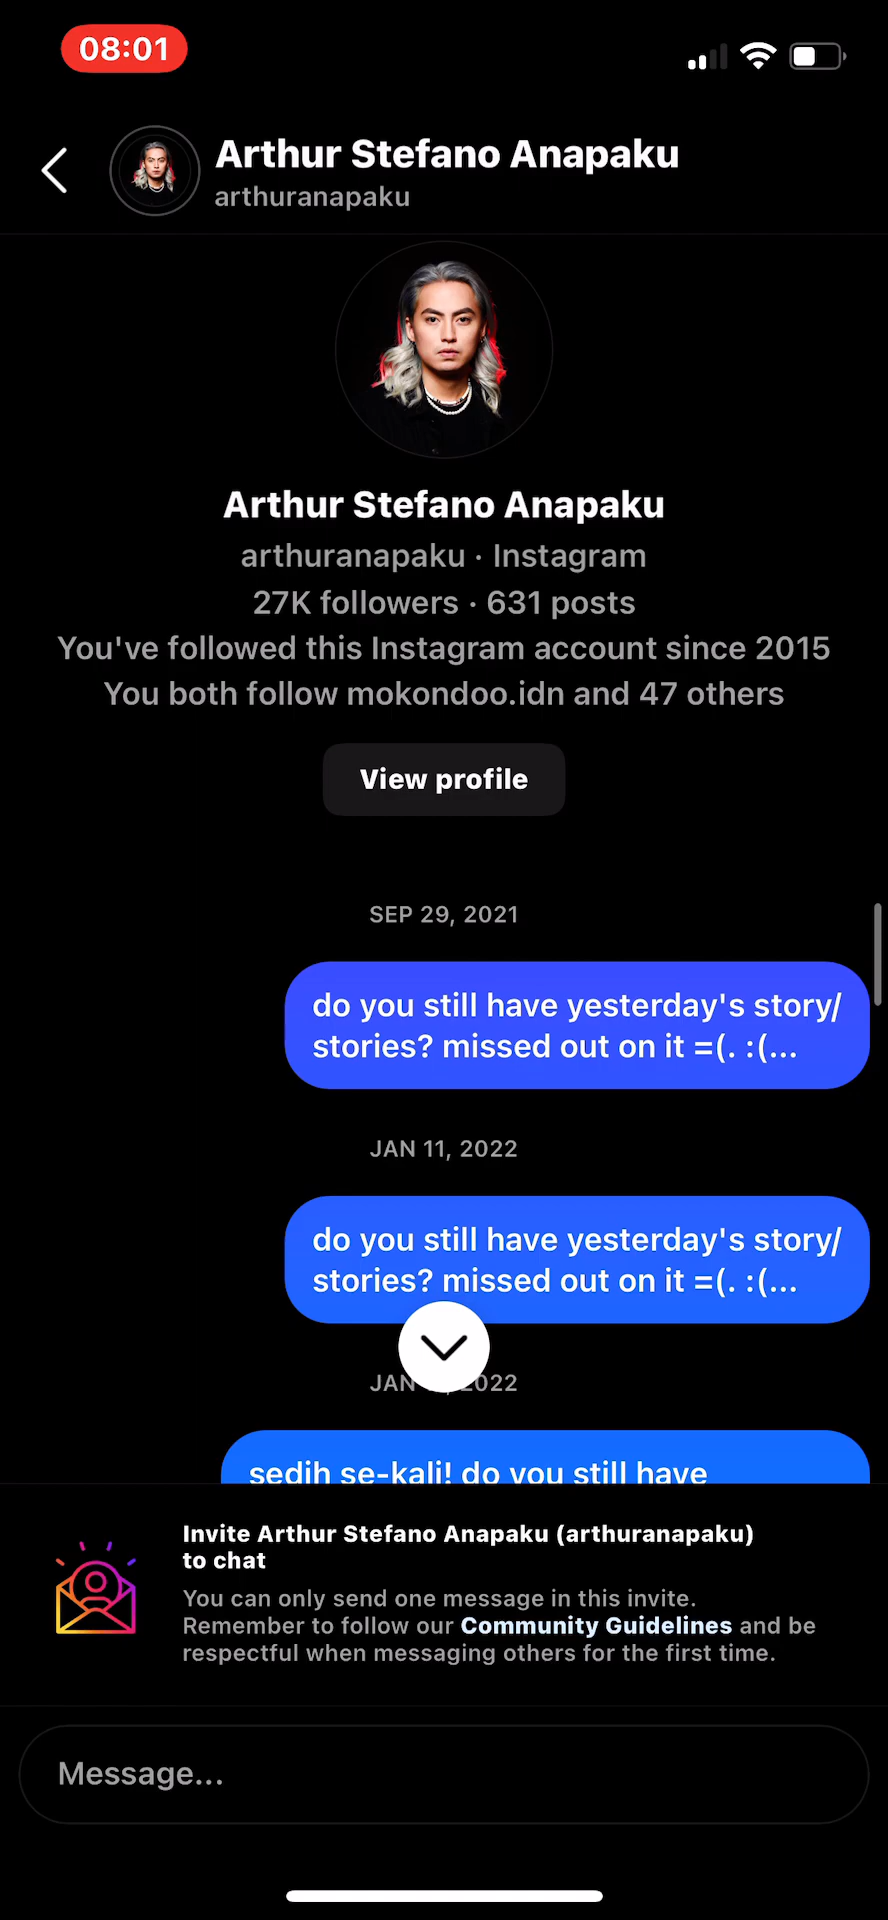 08:01
Arthur Stefano Anapaku
arthuranapaku
Arthur Stefano Anapaku
arthuranapaku · Instagram
27K followers · 631 posts
You've followed this Instagram account since 2015
You both follow mokondoo.idn and 47 others
View profile
SEP 29, 2021
do you still have yesterday's story/
stories? missed out on it =(. :(...
JAN 11, 2022
do you still have yesterday's story/
stories? missed out on it =(. :(...
JAN 2022
sedih se-kali! do you still have
Invite Arthur Stefano Anapaku (arthuranapaku)
to chat
You can only send one message in this invite.
Remember to follow our Community Guidelines and be
respectful when messaging others for the first time.
Message...